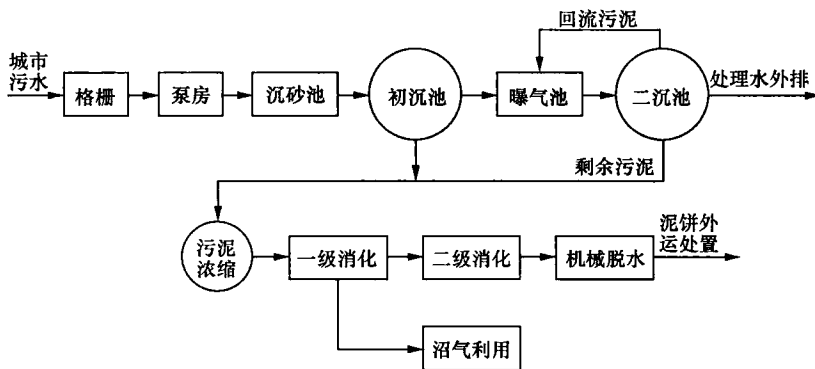 回流污泥
城市
污水
格栅
泵房
沉砂池
初沉池
曝气池
二沉池
处理水外排
剩余污泥
污泥
浓缩
一级消化
二级消化
机械脱水
泥饼外
运处置
沼气利用